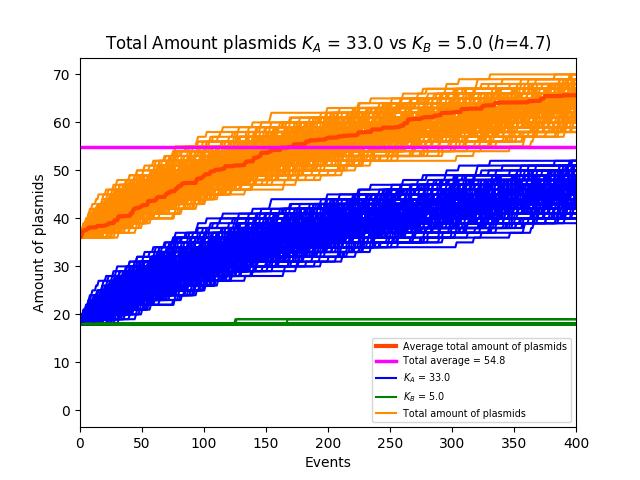 Total Amount plasmids K_A = 33.0 vs K_B = 5.0 (h=4.7)
Amount of plasmids
70
60
50
40
30
20
10
0
Average total amount of plasmids
Total average = 54.8
K_A = 33.0
K_B = 5.0
Total amount of plasmids
0 50 100 150 200 250 300 350 400
Events